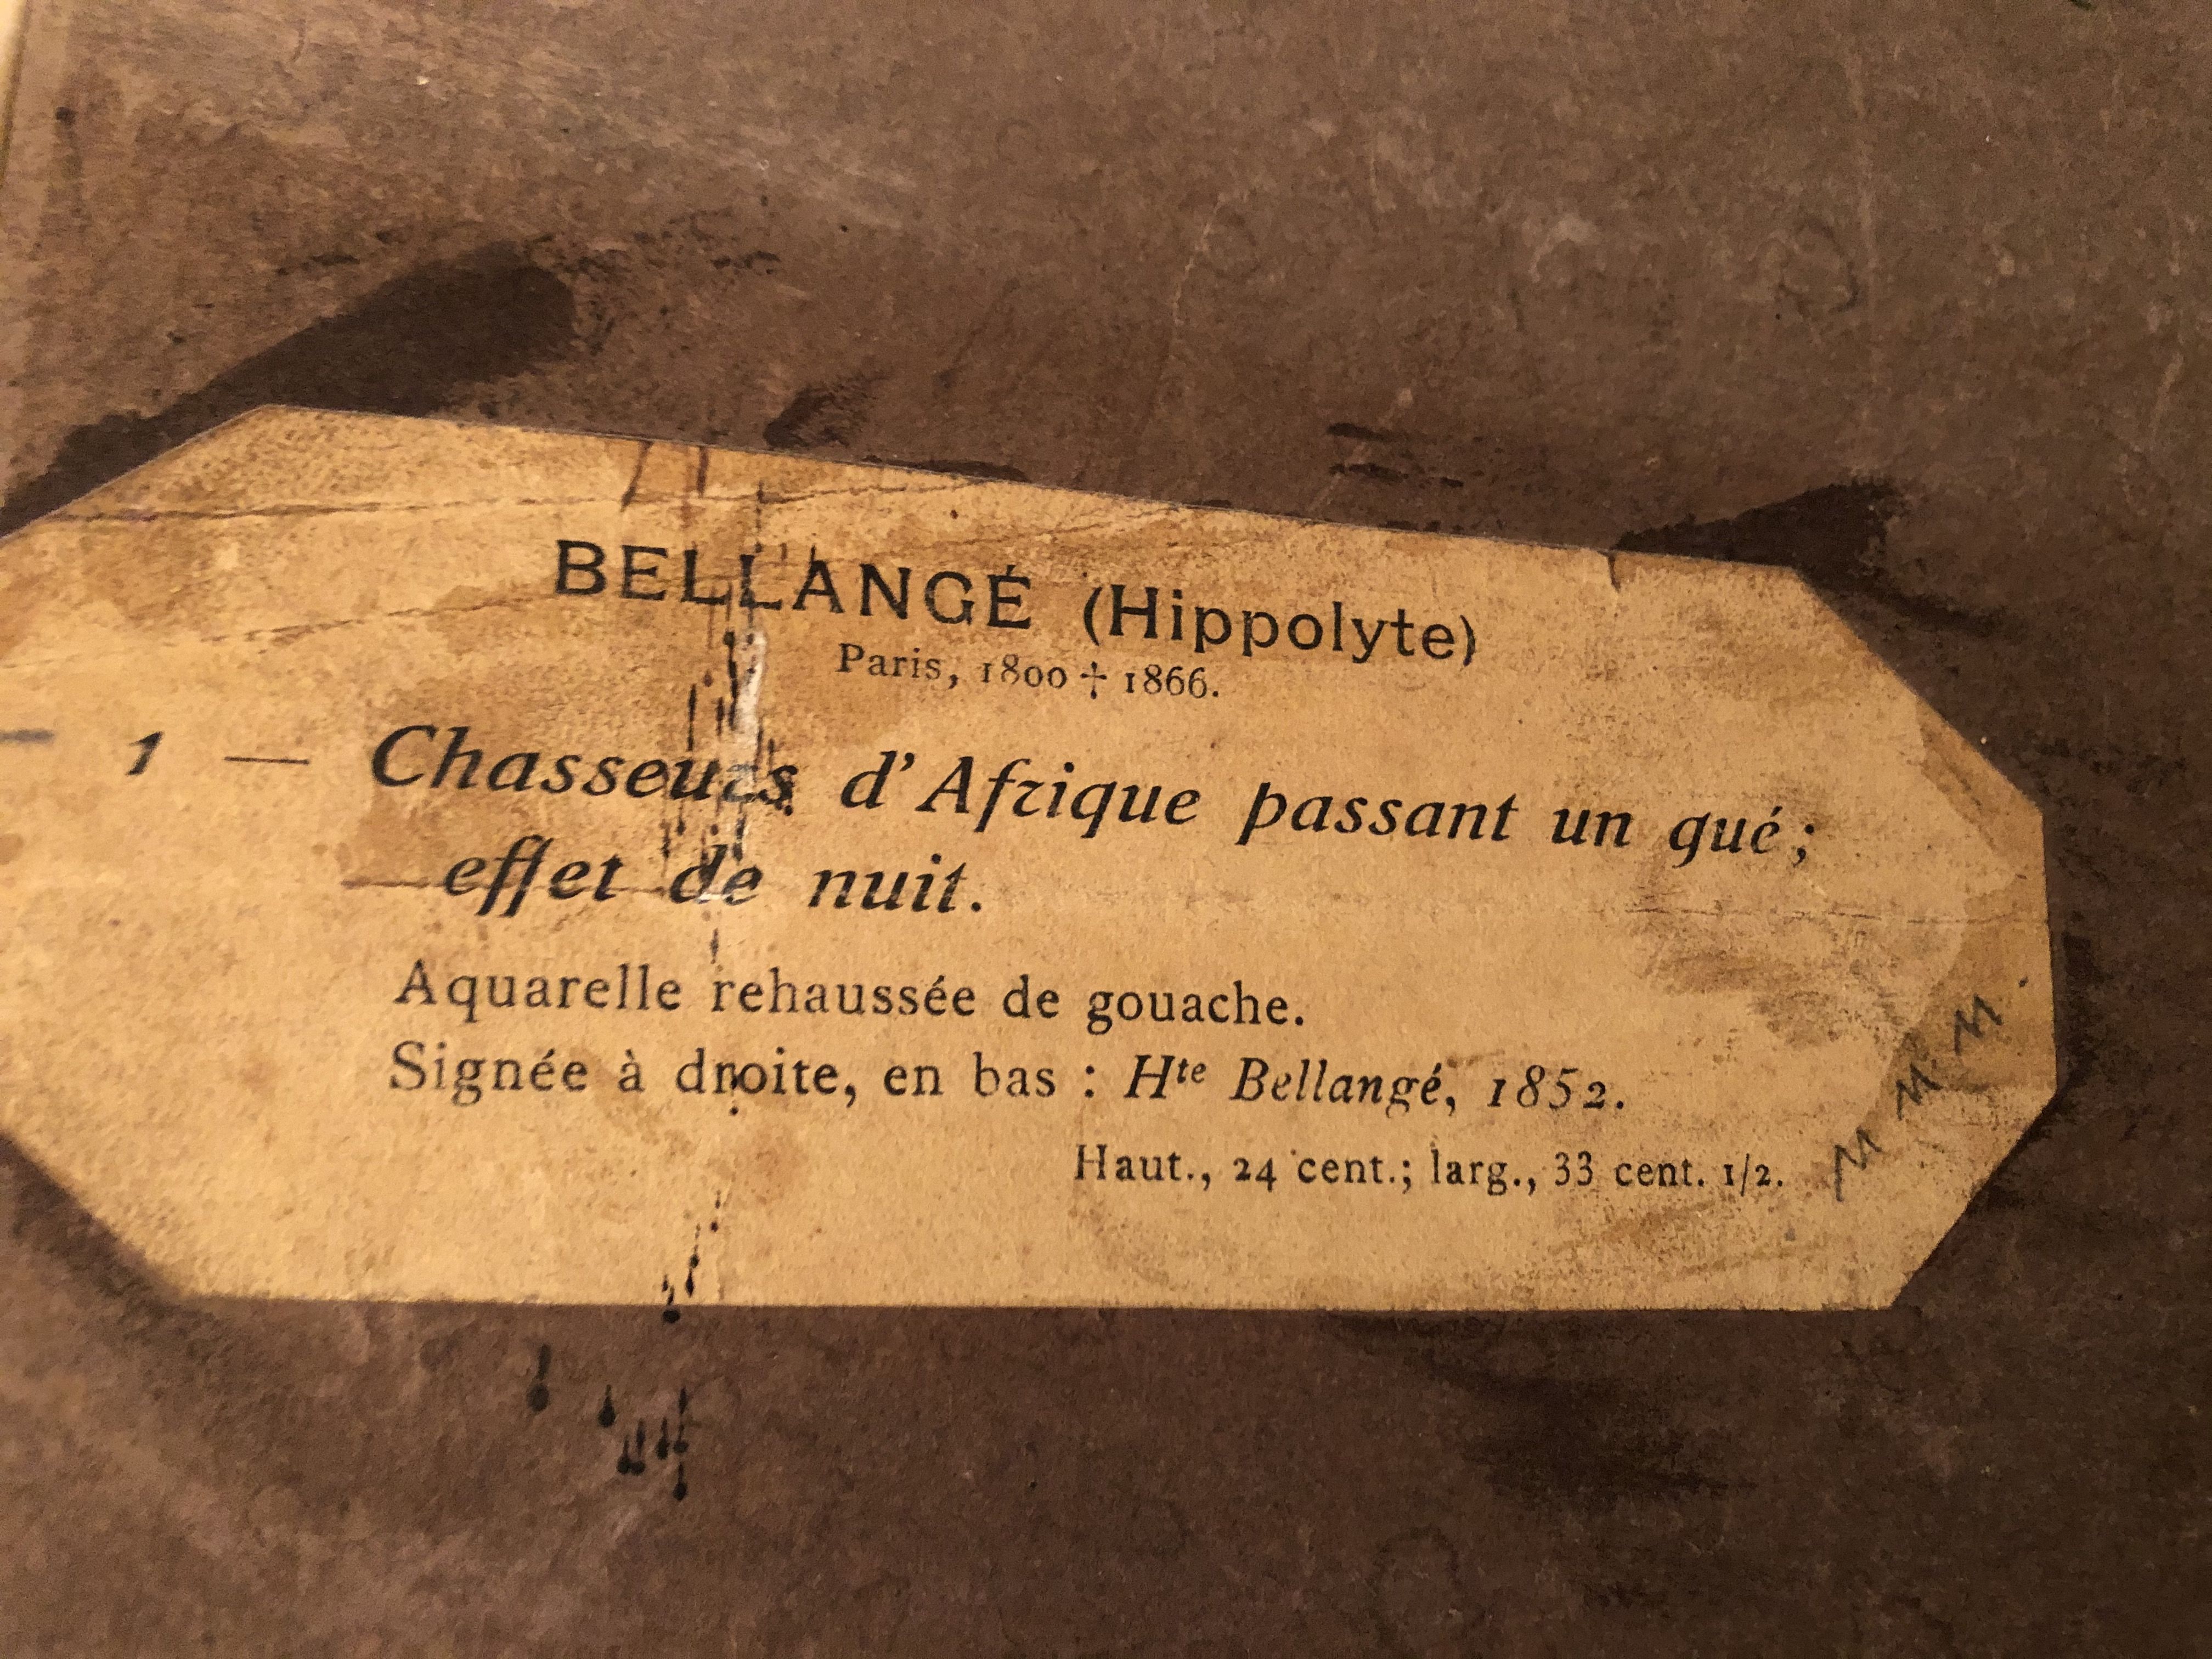 BELLANGÉ (Hippolyte)
Paris, 1800 † 1866.
1 — Chasseurs d'Afrique passant un gué;
effet de nuit.
Aquarelle rehaussée de gouache.
Signée à droite, en bas : Hte Bellangé, 1852.
Haut., 24 cent.; larg., 33 cent. 1/2.